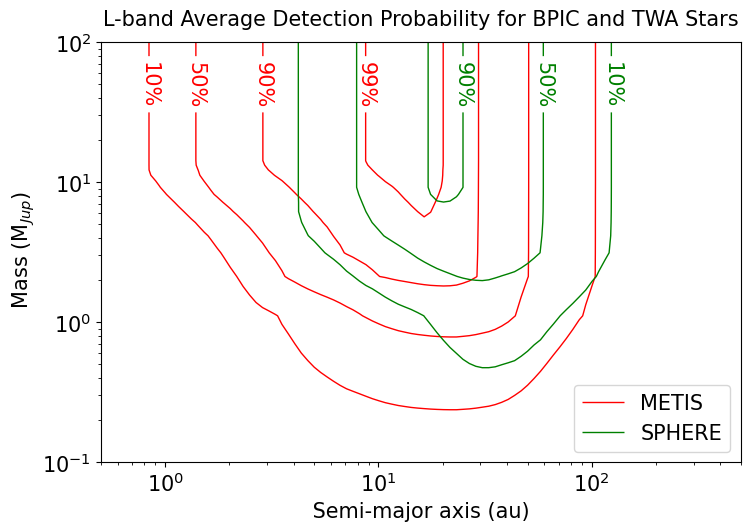 L-band Average Detection Probability for BPIC and TWA Stars
10²
10¹
10⁰
10⁻¹
Mass (M_Jup)
10%
50%
90%
99%
90%
50%
10%
METIS
SPHERE
10⁰
10¹
10²
Semi-major axis (au)